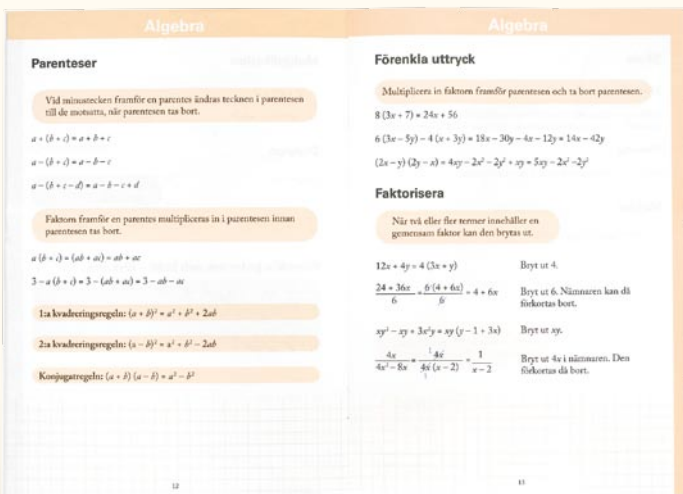 Algebra
Parenteser
Vid minustecken framför en parentes ändras tecknen i parentesen
till de motsatta, när parentesen tas bort.
a + (b + c) = a + b + c
a – (b + c) = a – b – c
a – (b + c – d) = a – b – c + d
Faktorn framför en parentes multipliceras in i parentesen innan
parentesen tas bort.
a (b + c) = (ab + ac) = ab + ac
3 – a (b + c) = 3 – (ab + ac) = 3 – ab – ac
1:a kvadreringsregeln: (a + b)² = a² + b² + 2ab
2:a kvadreringsregeln: (a – b)² = a² + b² – 2ab
Konjugatregeln: (a + b) (a – b) = a² – b²
12
Algebra
Förenkla uttryck
Multiplicera in faktorn framför parentesen och ta bort parentesen.
8 (3x + 7) = 24x + 56
6 (3x – 5y) – 4 (x + 3y) = 18x – 30y – 4x – 12y = 14x – 42y
(2x – y) (2y – x) = 4xy – 2x² – 2y² + xy = 5xy – 2x² –2y²
Faktorisera
När två eller fler termer innehåller en
gemensam faktor kan den brytas ut.
12x + 4y = 4 (3x + y) Bryt ut 4.
24 + 36x / 6 = 6 (4 + 6x) / 6 = 4 + 6x Bryt ut 6. Nämnaren kan då
förkortas bort.
xy² – xy + 3x²y = xy (y – 1 + 3x) Bryt ut xy.
4x / 4x² – 8x = 4x / 4x (x – 2) = 1 / x – 2 Bryt ut 4x i nämnaren. Den
förkortas då bort.
13